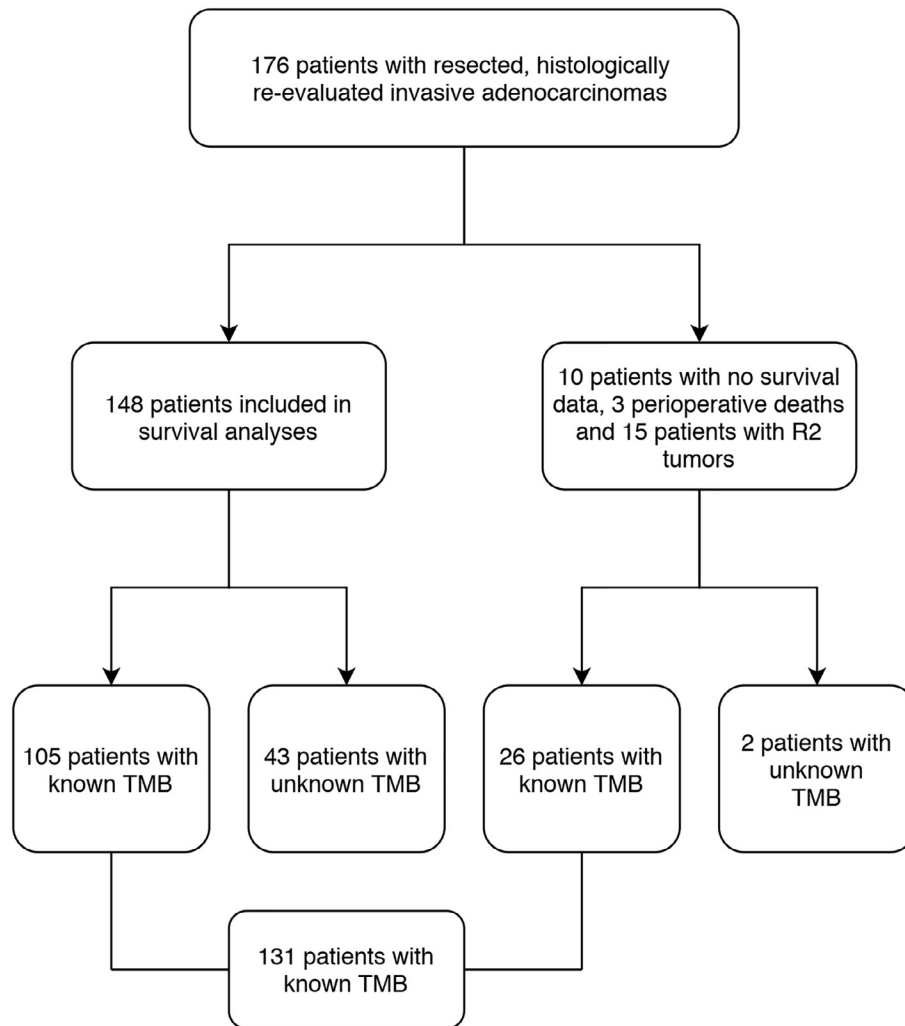 176 patients with resected, histologically
re-evaluated invasive adenocarcinomas
148 patients included in
survival analyses
10 patients with no survival
data, 3 perioperative deaths
and 15 patients with R2
tumors
105 patients with
known TMB
43 patients with
unknown TMB
26 patients with
known TMB
2 patients with
unknown
TMB
131 patients with
known TMB